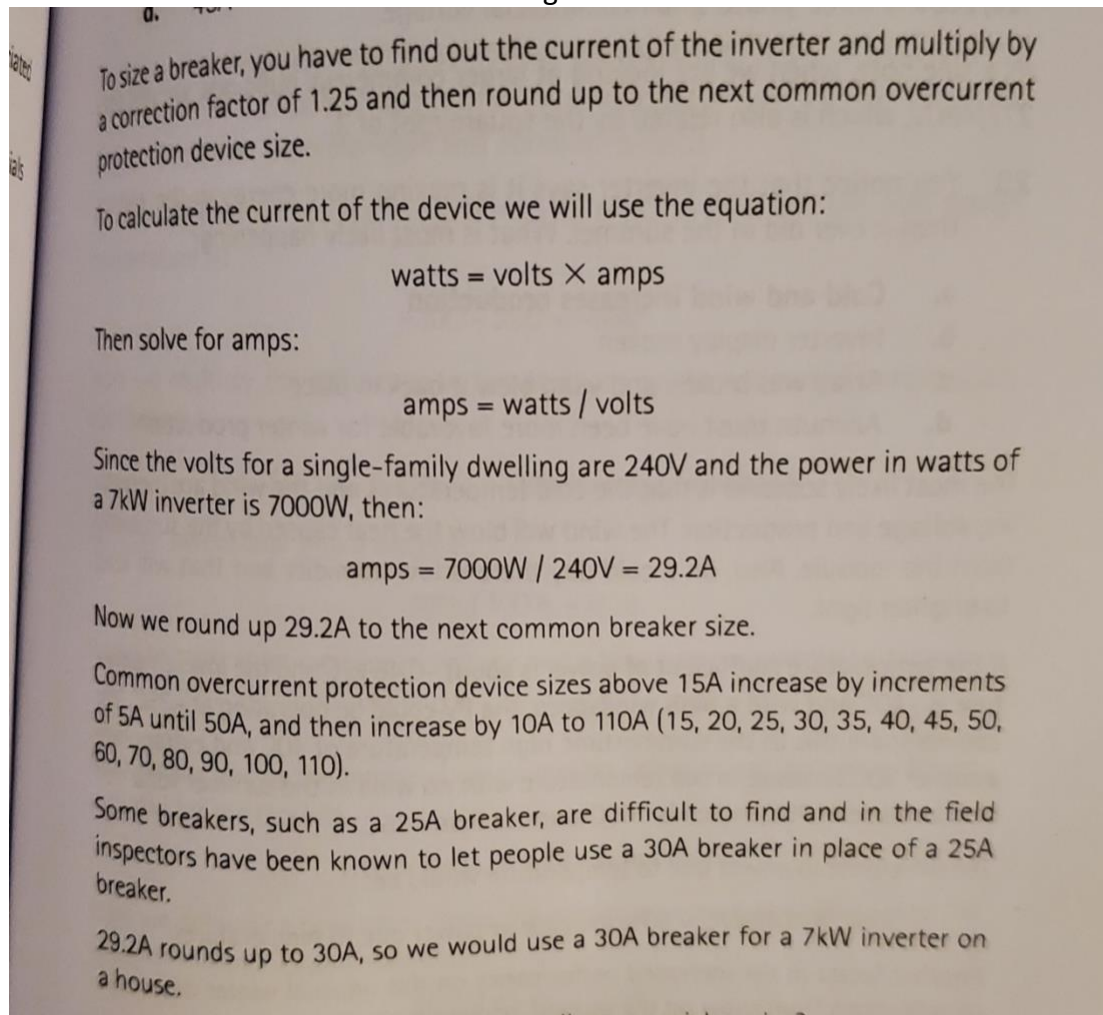 d.
To size a breaker, you have to find out the current of the inverter and multiply by
a correction factor of 1.25 and then round up to the next common overcurrent
protection device size.
To calculate the current of the device we will use the equation:
watts = volts X amps
Then solve for amps:
amps = watts / volts
Since the volts for a single-family dwelling are 240V and the power in watts of
a 7kW inverter is 7000W, then:
amps = 7000W / 240V = 29.2A
Now we round up 29.2A to the next common breaker size.
Common overcurrent protection device sizes above 15A increase by increments
of 5A until 50A, and then increase by 10A to 110A (15, 20, 25, 30, 35, 40, 45, 50,
60, 70, 80, 90, 100, 110).
Some breakers, such as a 25A breaker, are difficult to find and in the field
inspectors have been known to let people use a 30A breaker in place of a 25A
breaker.
29.2A rounds up to 30A, so we would use a 30A breaker for a 7kW inverter on
a house.